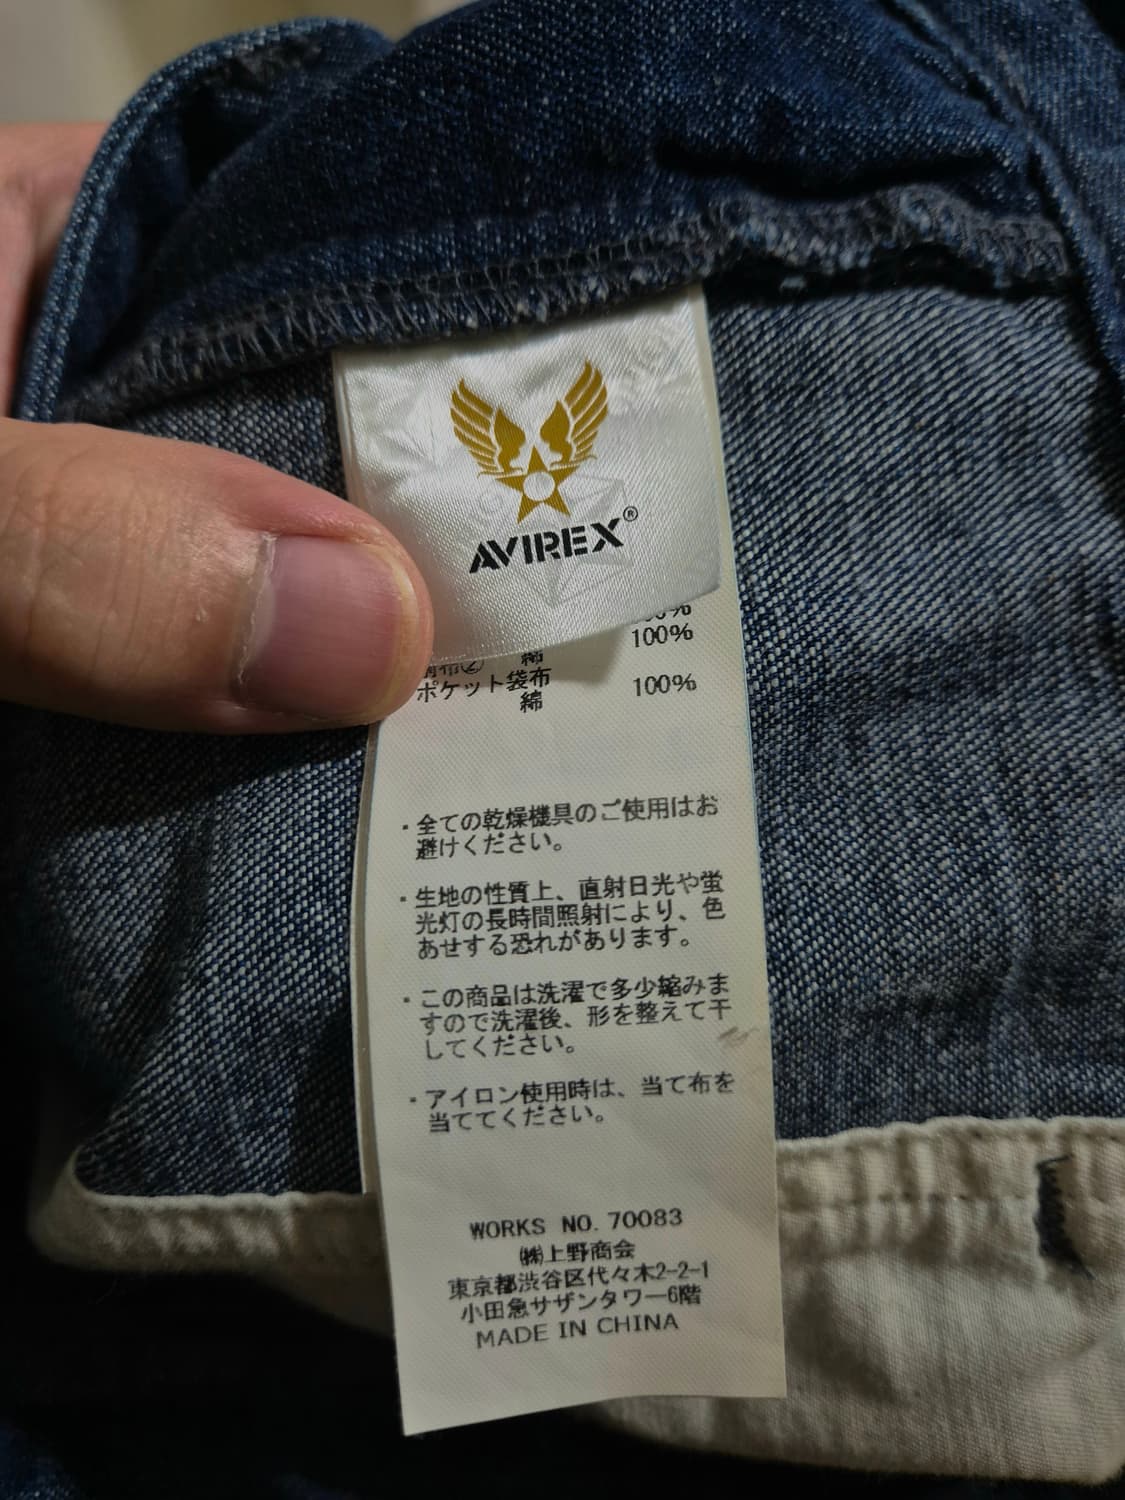 AVIREX®
100%
綿
ポケット袋布
綿 100%
・全ての乾燥機具のご使用はお
避けください。
・生地の性質上、直射日光や蛍
光灯の長時間照射により、色
あせする恐れがあります。
・この商品は洗濯で多少縮みま
すので洗濯後、形を整えて干
してください。
・アイロン使用時は、当て布を
当ててください。
WORKS NO. 70083
㈱上野商会
東京都渋谷区代々木2-2-1
小田急サザンタワー6階
MADE IN CHINA